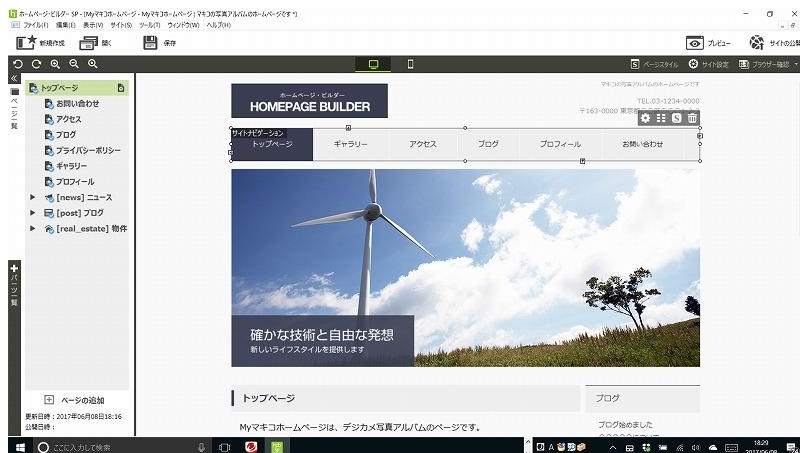 ホームページ・ビルダー SP - [Myマキコホームページ - Myマキコホームページ | マキコの写真アルバムのホームページです *]
ファイル(F) 編集(E) 表示(V) サイト(S) ツール(T) ウィンドウ(W) ヘルプ(H)
新規作成 開く 保存 プレビュー サイトの公開
ページスタイル サイト設定 ブラウザー確認
ページ一覧
トップページ
お問い合わせ
アクセス
ブログ
プライバシーポリシー
ギャラリー
プロフィール
[news] ニュース
[post] ブログ
[real_estate] 物件
パーツ一覧
ページの追加
更新日時：2017年06月08日18:16
公開日時：
マキコの写真アルバムのホームページです
ホームページ・ビルダー
HOMEPAGE BUILDER
TEL.03-1234-0000
〒163-0000 東京都
サイトナビゲーション
トップページ ギャラリー アクセス ブログ プロフィール お問い合わせ
確かな技術と自由な発想
新しいライフスタイルを提供します
トップページ
Myマキコホームページは、デジカメ写真アルバムのページです。
ブログ
ブログ始めました
ここに入力して検索
A
18:29
2017/06/08